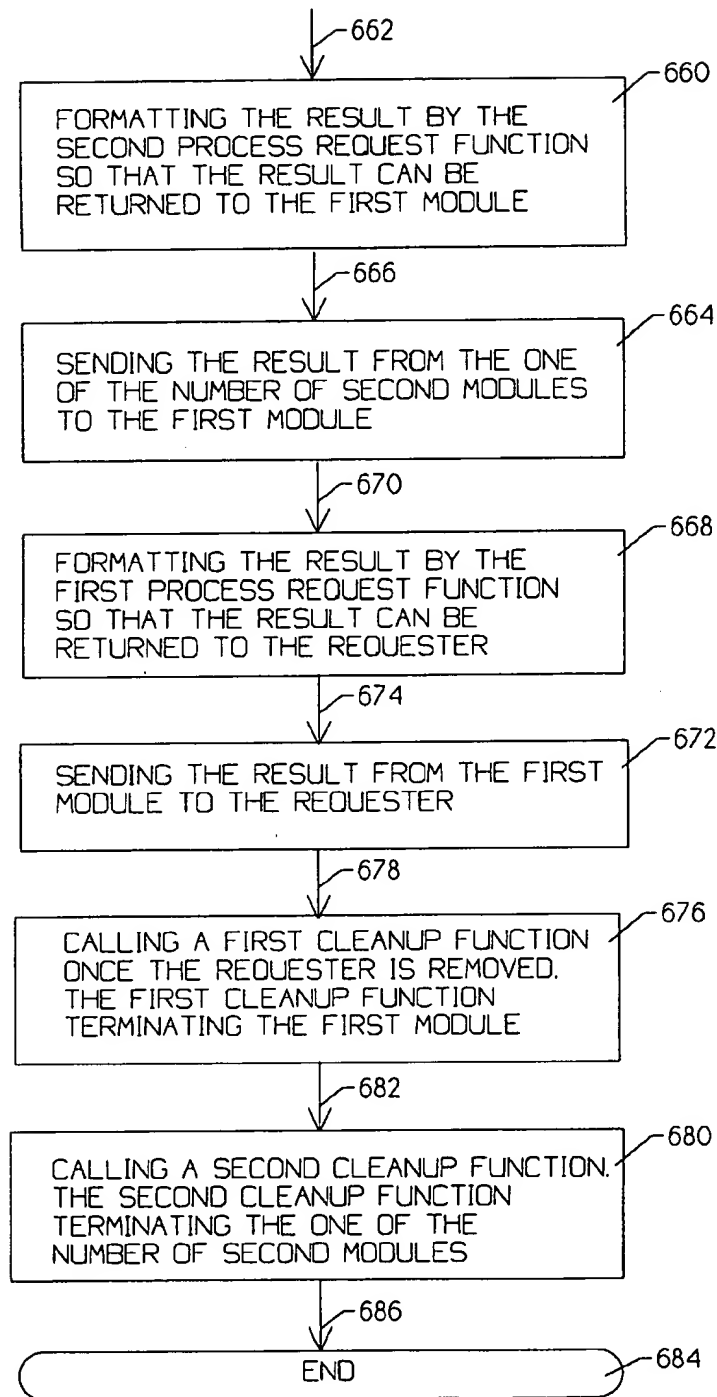 662
660
FORMATTING THE RESULT BY THE
SECOND PROCESS REQUEST FUNCTION
SO THAT THE RESULT CAN BE
RETURNED TO THE FIRST MODULE
666
664
SENDING THE RESULT FROM THE ONE
OF THE NUMBER OF SECOND MODULES
TO THE FIRST MODULE
670
668
FORMATTING THE RESULT BY THE
FIRST PROCESS REQUEST FUNCTION
SO THAT THE RESULT CAN BE
RETURNED TO THE REQUESTER
674
672
SENDING THE RESULT FROM THE FIRST
MODULE TO THE REQUESTER
678
676
CALLING A FIRST CLEANUP FUNCTION
ONCE THE REQUESTER IS REMOVED.
THE FIRST CLEANUP FUNCTION
TERMINATING THE FIRST MODULE
682
680
CALLING A SECOND CLEANUP FUNCTION.
THE SECOND CLEANUP FUNCTION
TERMINATING THE ONE OF THE
NUMBER OF SECOND MODULES
686
END
684